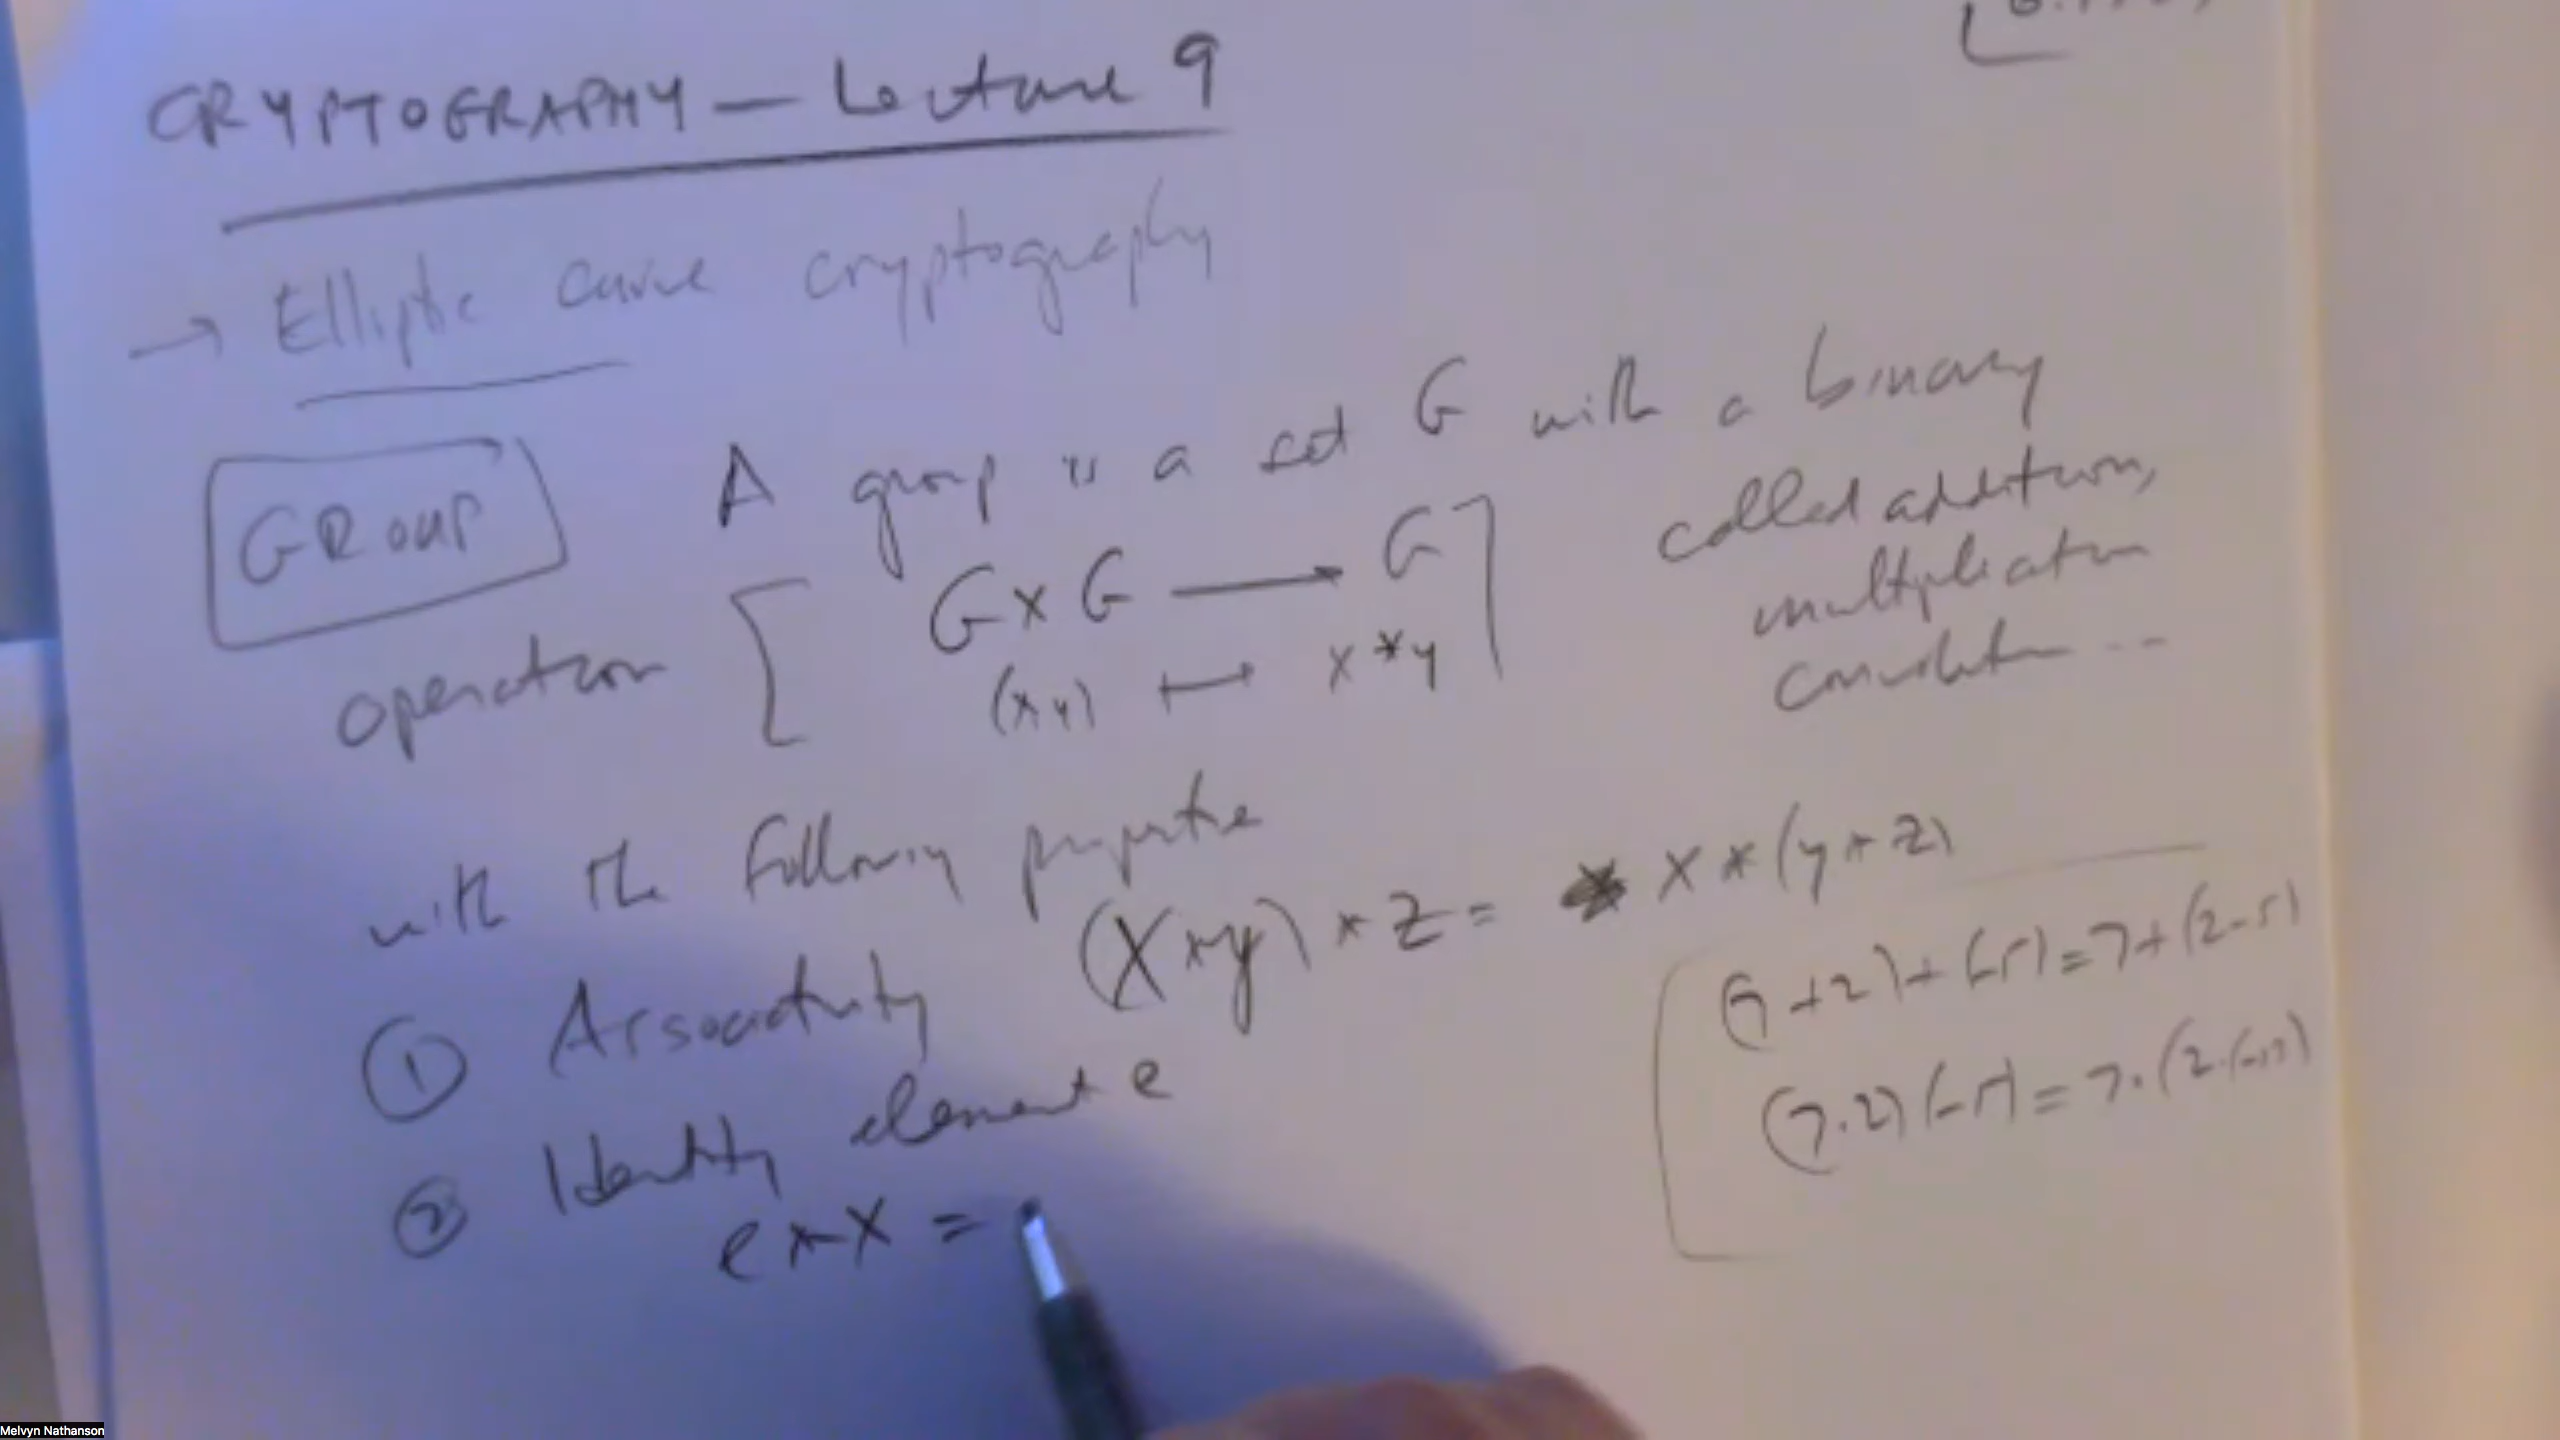 CRYPTOGRAPHY — Lecture 9
→ Elliptic curve cryptography
GROUP A group is a set G with a binary
operation [ G × G → G ] called addition,
(x, y) ↦ x * y multiplication
convolution ...
with the following properties
① Associativity (x * y) * z = x * (y * z)
(7+2)+(-5)=7+(2-5)
(7·2)(-5)=7·(2·(-5))
② Identity element e
e * x =
Melvyn Nathanson